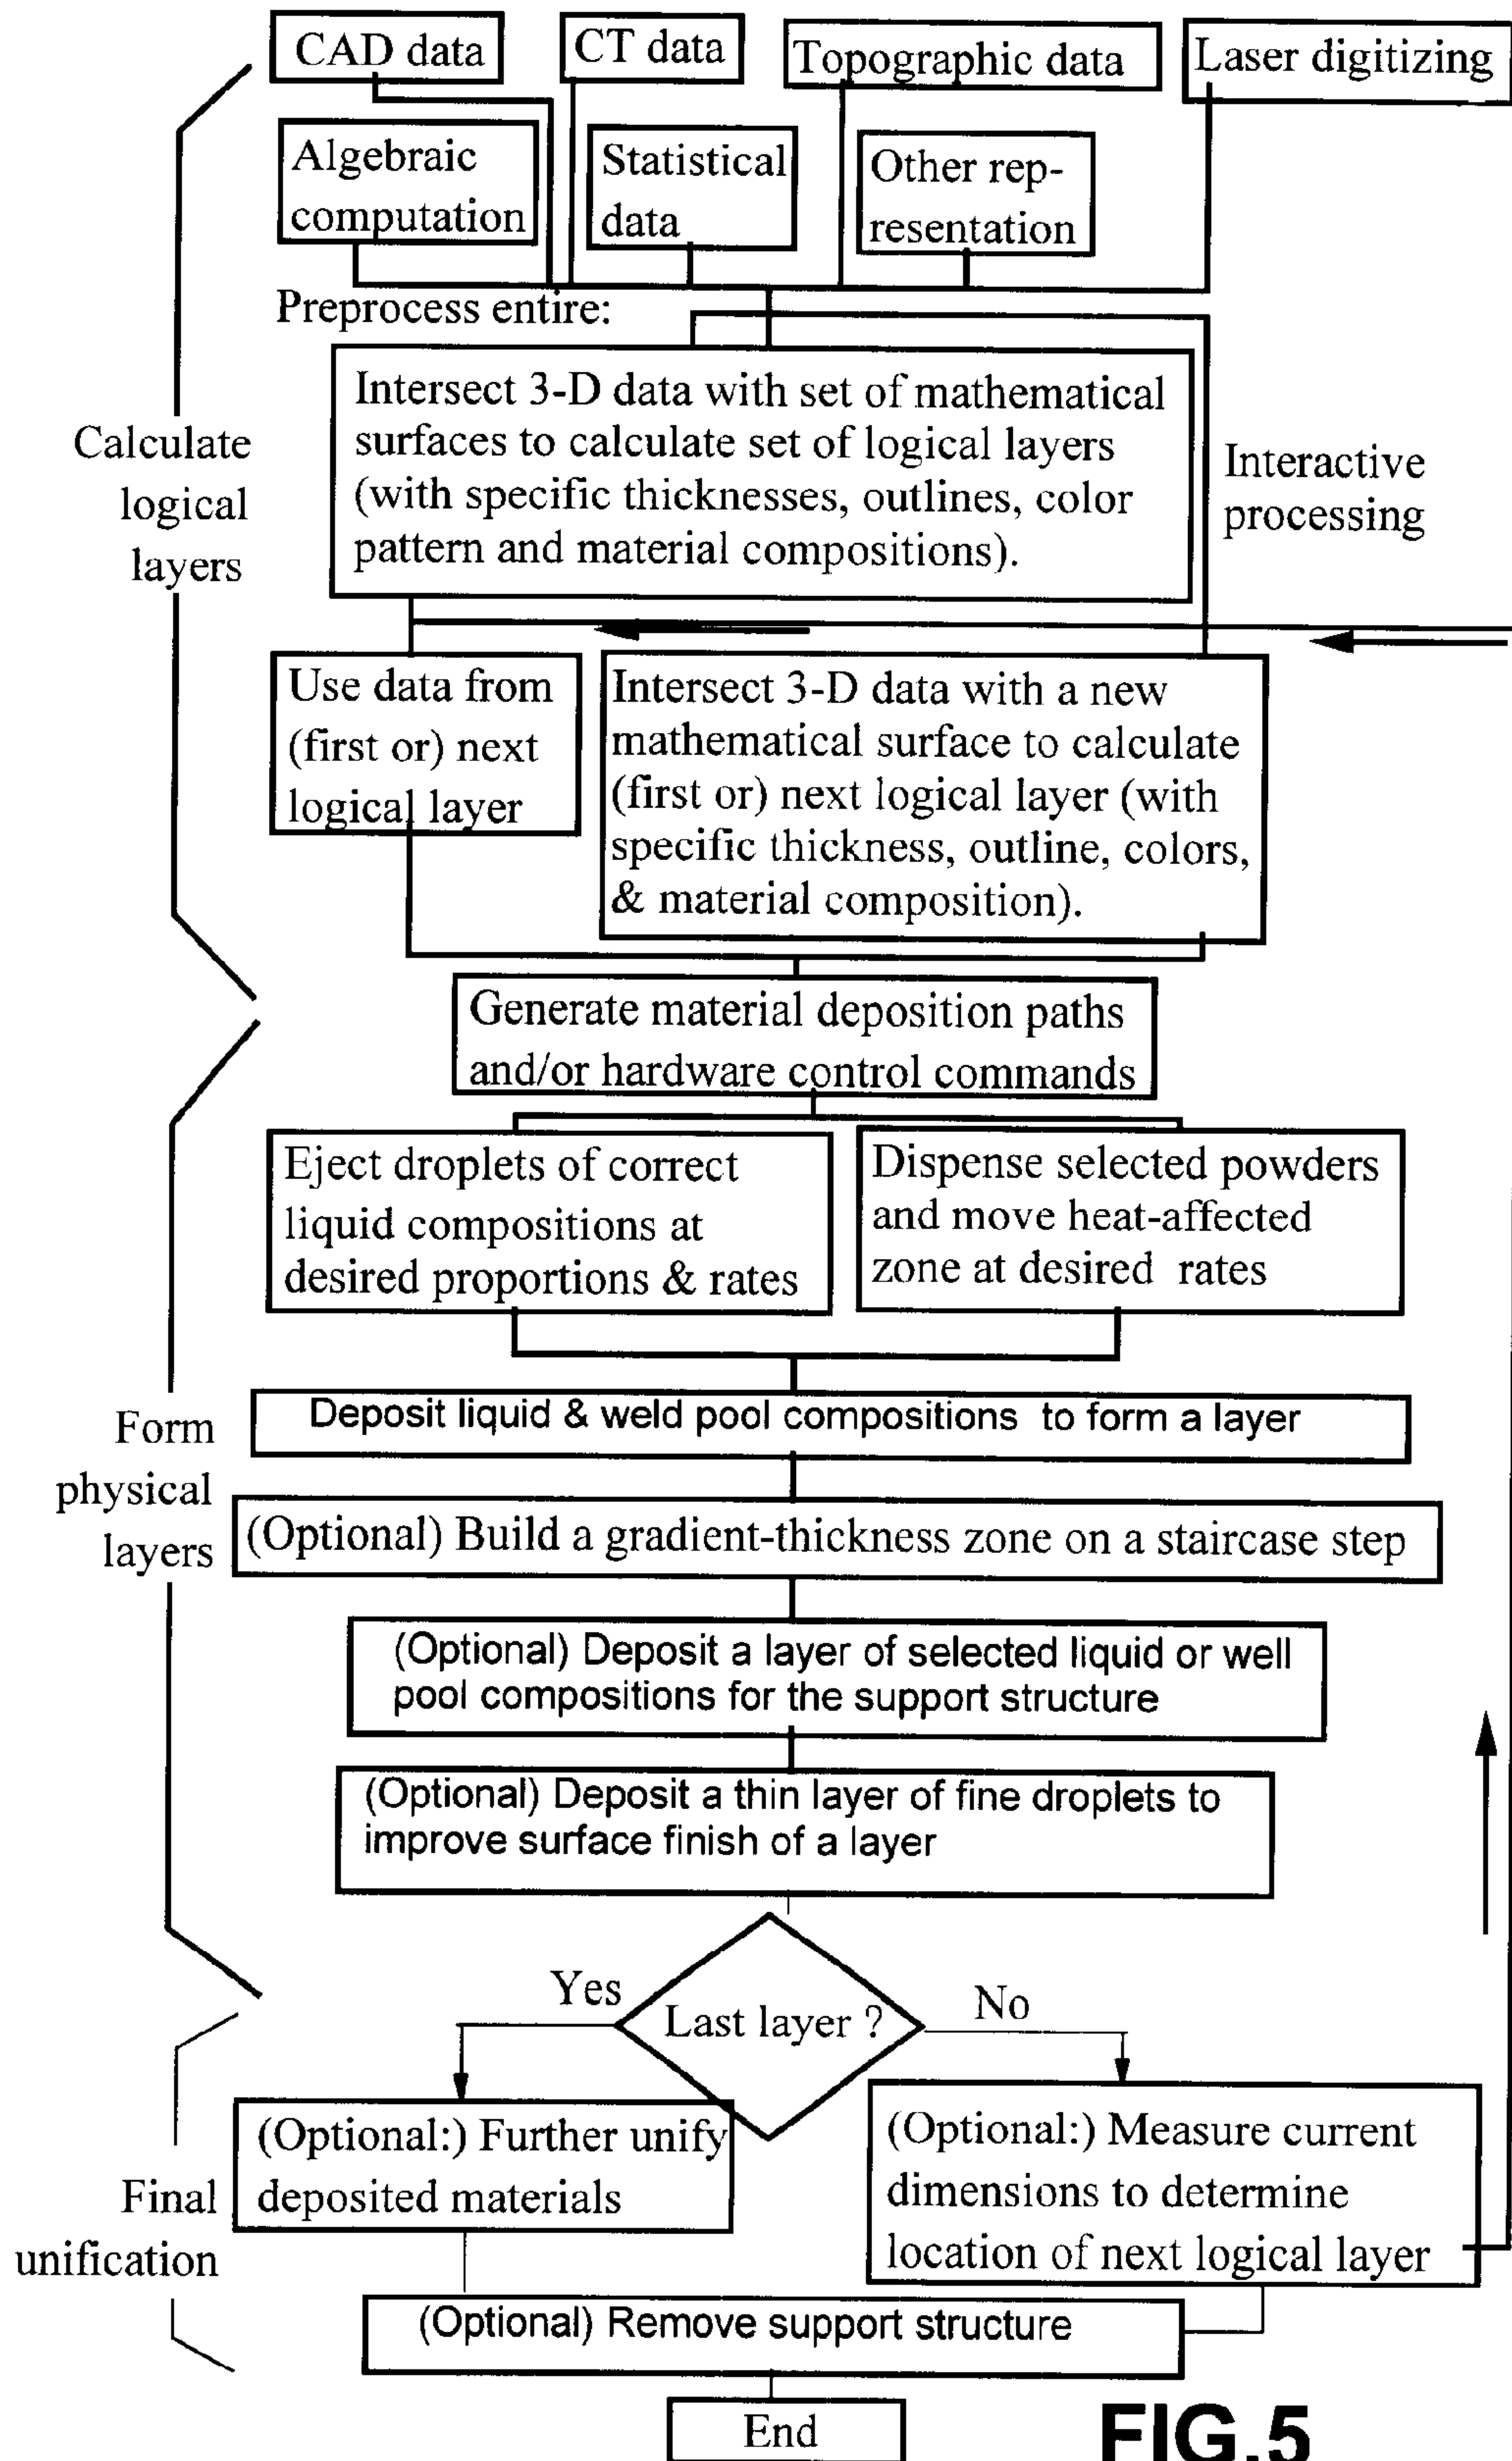 CAD data
CT data
Topographic data
Laser digitizing
Algebraic
computation
Statistical
data
Other rep-
resentation
Preprocess entire:
Intersect 3-D data with set of mathematical
surfaces to calculate set of logical layers
(with specific thicknesses, outlines, color
pattern and material compositions).
Calculate
logical
layers
Interactive
processing
Use data from
(first or) next
logical layer
Intersect 3-D data with a new
mathematical surface to calculate
(first or) next logical layer (with
specific thickness, outline, colors,
& material composition).
Generate material deposition paths
and/or hardware control commands
Eject droplets of correct
liquid compositions at
desired proportions & rates
Dispense selected powders
and move heat-affected
zone at desired rates
Deposit liquid & weld pool compositions to form a layer
Form
physical
layers
(Optional) Build a gradient-thickness zone on a staircase step
(Optional) Deposit a layer of selected liquid or well
pool compositions for the support structure
(Optional) Deposit a thin layer of fine droplets to
improve surface finish of a layer
Yes
Last layer ?
No
(Optional:) Further unify
deposited materials
(Optional:) Measure current
dimensions to determine
location of next logical layer
Final
unification
(Optional) Remove support structure
End
FIG.5